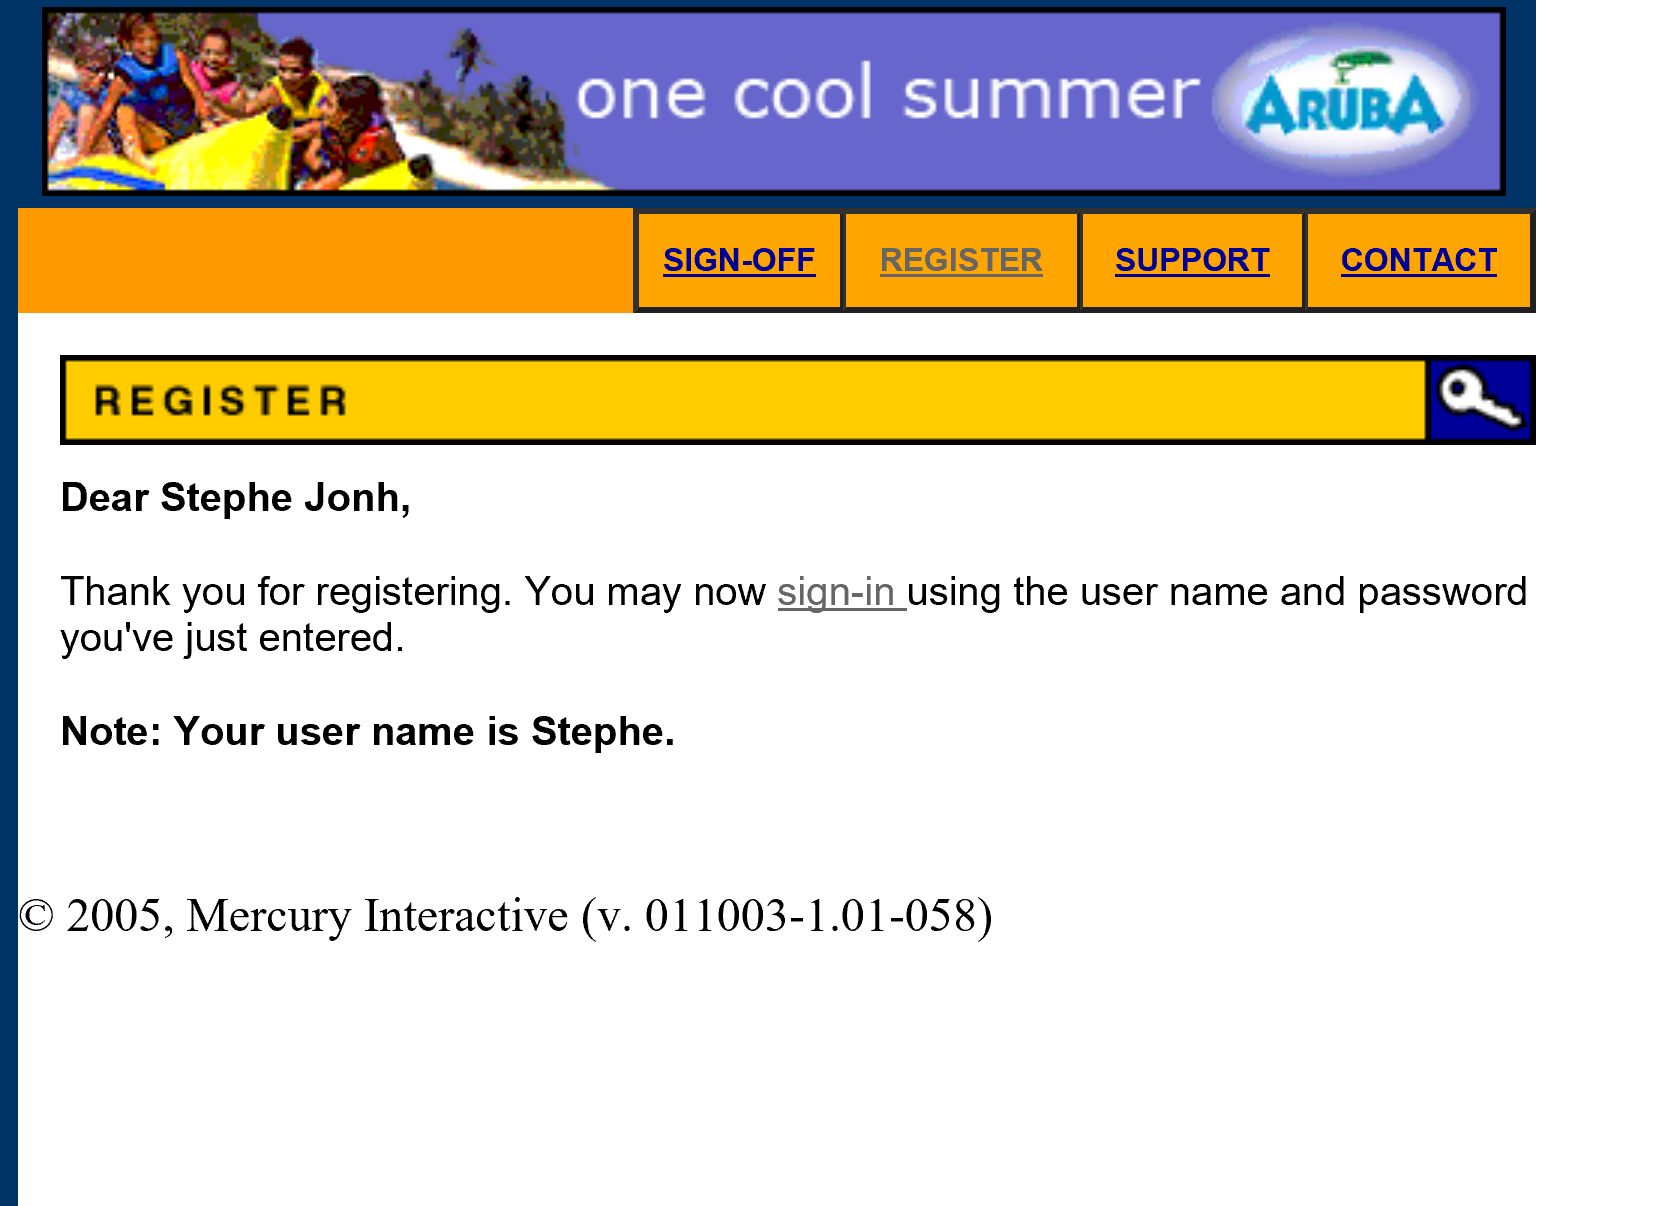 one cool summer ARUBA
SIGN-OFF REGISTER SUPPORT CONTACT
REGISTER
Dear Stephe Jonh,
Thank you for registering. You may now sign-in using the user name and password
you've just entered.
Note: Your user name is Stephe.
© 2005, Mercury Interactive (v. 011003-1.01-058)